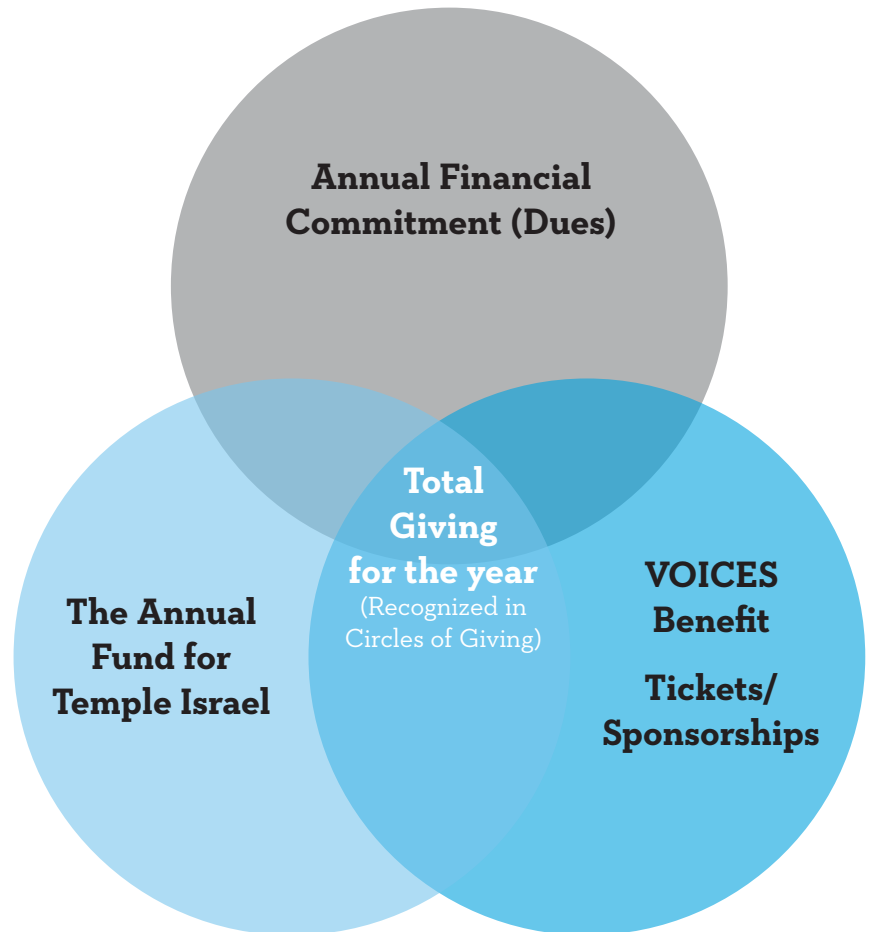 Annual Financial
Commitment (Dues)
Total
Giving
for the year
(Recognized in
Circles of Giving)
The Annual
Fund for
Temple Israel
VOICES
Benefit
Tickets/
Sponsorships